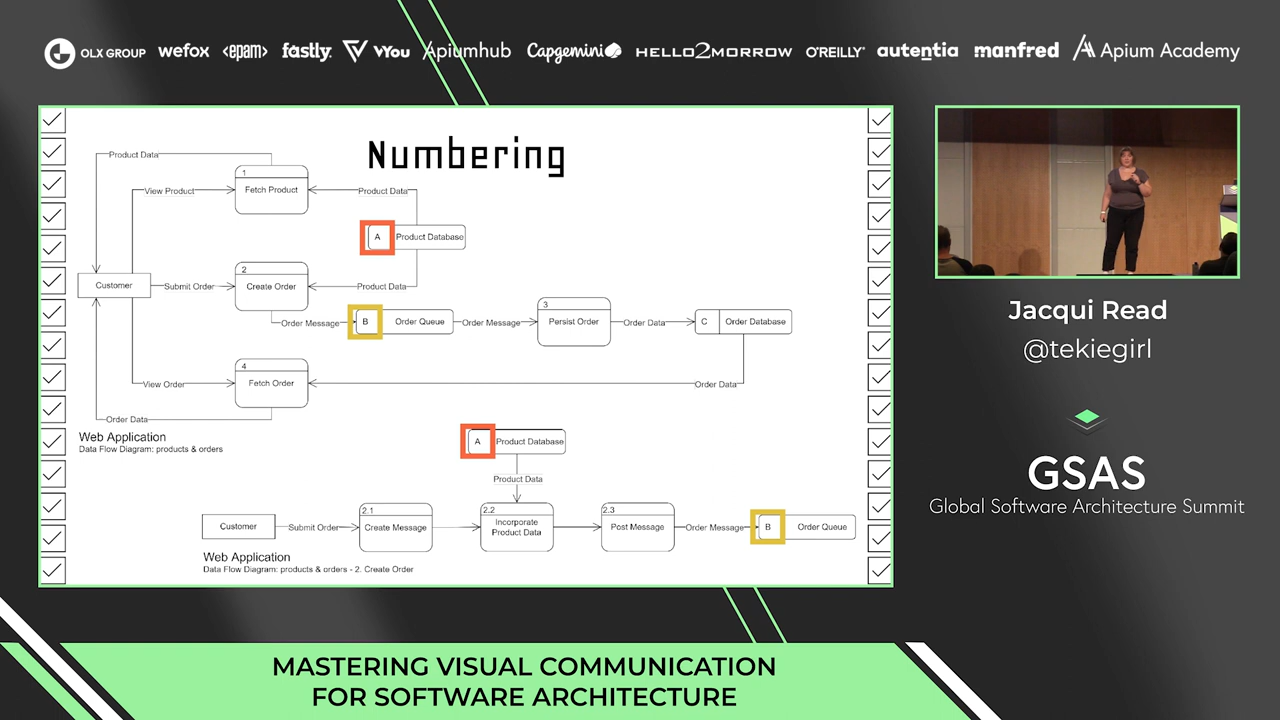 OLX GROUP wefox <epam> fastly. VYou Apiumhub Capgemini HELLO2MORROW O'REILLY® autentia manfred Apium Academy
Numbering
Product Data
1
Fetch Product
View Product
Product Data
A Product Database
2
Create Order
Customer
Submit Order
Product Data
Order Message
B Order Queue
Order Message
3
Persist Order
Order Data
C Order Database
4
Fetch Order
View Order
Order Data
Order Data
Web Application
Data Flow Diagram: products & orders
A Product Database
Product Data
Customer
Submit Order
2.1
Create Message
2.2
Incorporate
Product Data
2.3
Post Message
Order Message
B Order Queue
Web Application
Data Flow Diagram: products & orders - 2. Create Order
Jacqui Read
@tekiegirl
GSAS
Global Software Architecture Summit
MASTERING VISUAL COMMUNICATION
FOR SOFTWARE ARCHITECTURE